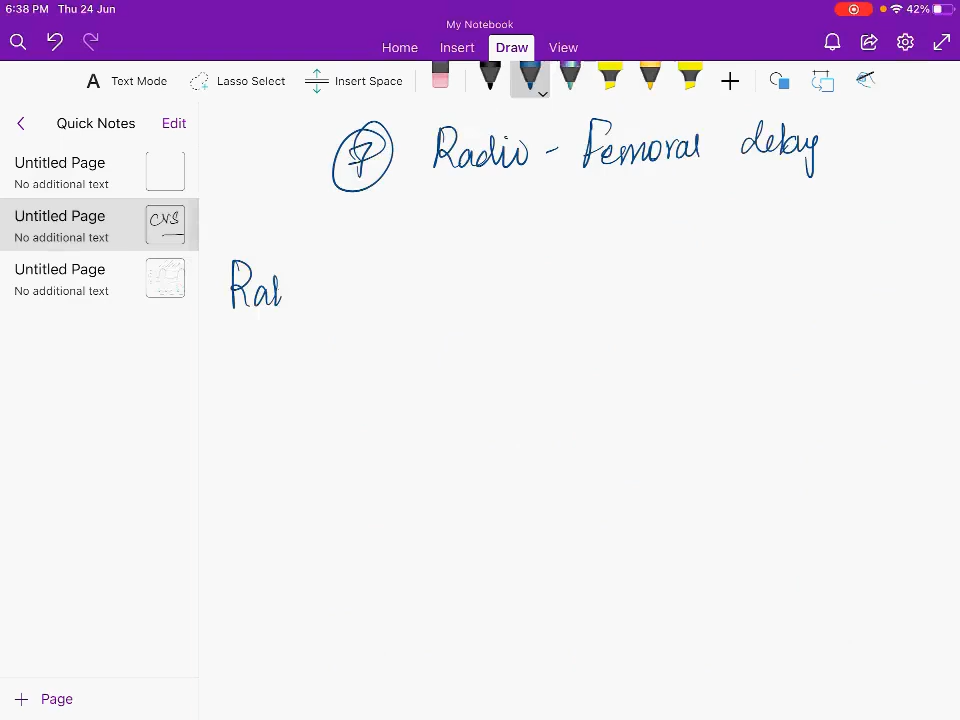 6:38 PM Thu 24 Jun
42%
My Notebook
Home Insert Draw View
A Text Mode Lasso Select Insert Space
Quick Notes Edit
Untitled Page
No additional text
Untitled Page
No additional text
CNS
Untitled Page
No additional text
7 Radio - Femoral delay
Rad
+ Page